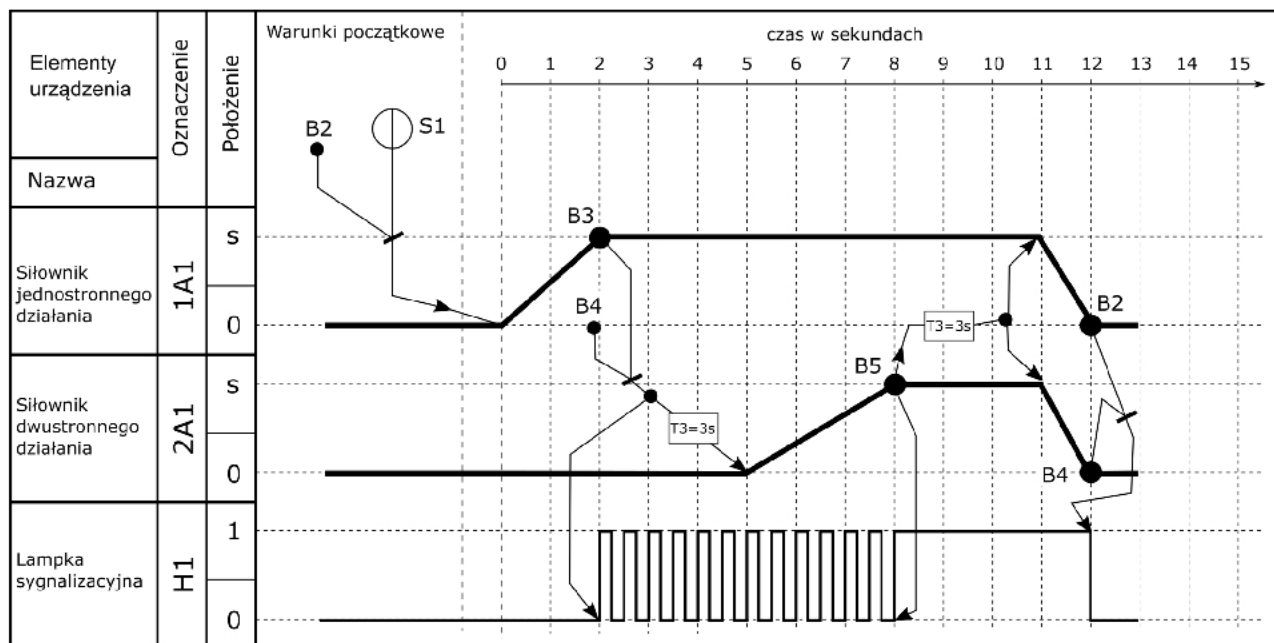 Elementy
urządzenia
Nazwa
Oznaczenie
Położenie
Warunki początkowe
czas w sekundach
0 1 2 3 4 5 6 7 8 9 10 11 12 13 14 15
B2
S1
Siłownik
jednostronnego
działania
1A1
s
0
B3
B4
T3=3s
B2
Siłownik
dwustronnego
działania
2A1
s
0
T3=3s
B5
B4
Lampka
sygnalizacyjna
H1
1
0